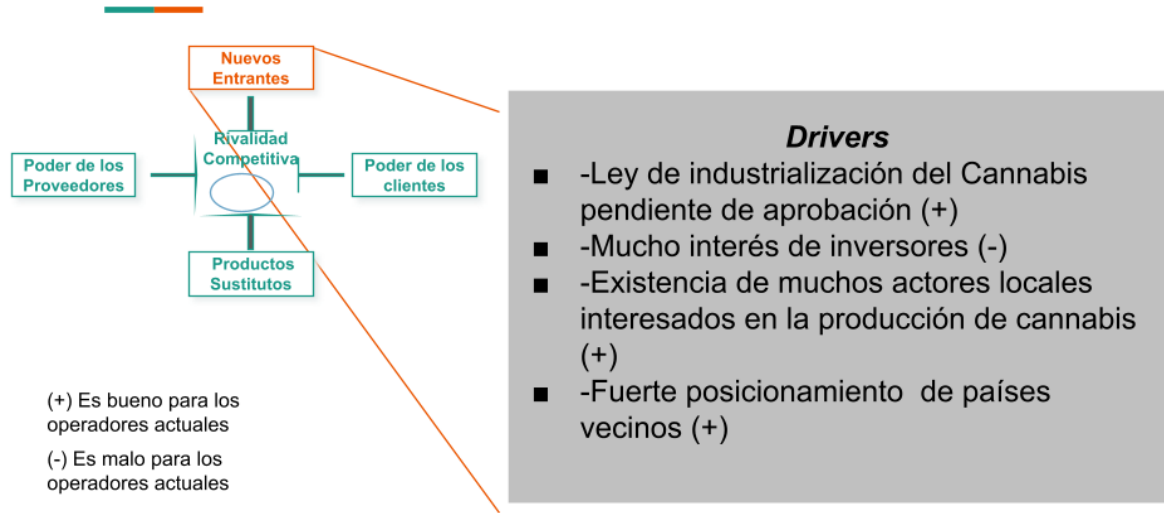 Nuevos
Entrantes
Rivalidad
Competitiva
Poder de los
Proveedores
Poder de los
clientes
Productos
Sustitutos
(+) Es bueno para los
operadores actuales
(-) Es malo para los
operadores actuales
Drivers
■ -Ley de industrialización del Cannabis
pendiente de aprobación (+)
■ -Mucho interés de inversores (-)
■ -Existencia de muchos actores locales
interesados en la producción de cannabis
(+)
■ -Fuerte posicionamiento de países
vecinos (+)